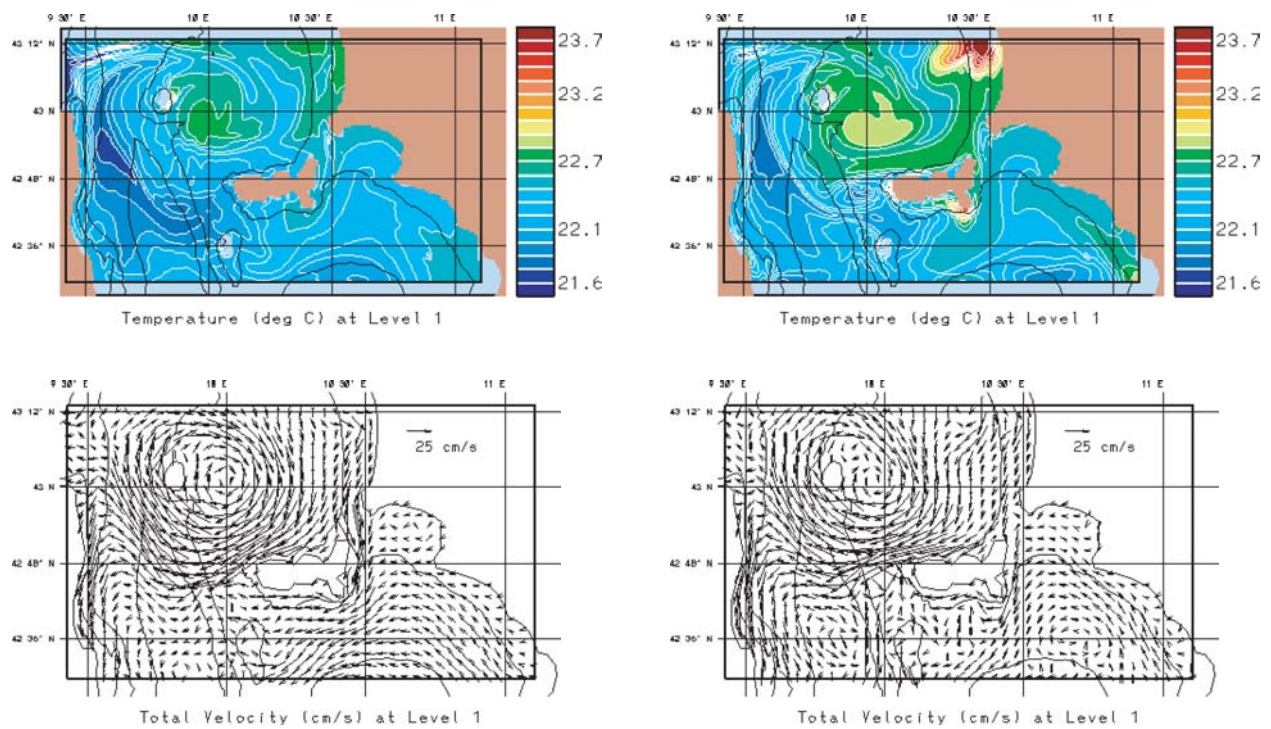 9 30' E 10 E 10 30' E 11 E
43 12' N
43 N
42 48' N
42 36' N
23.7
23.2
22.7
22.1
21.6
Temperature (deg C) at Level 1
9 30' E 10 E 10 30' E 11 E
43 12' N
43 N
42 48' N
42 36' N
23.7
23.2
22.7
22.1
21.6
Temperature (deg C) at Level 1
9 30' E 10 E 10 30' E 11 E
43 12' N
43 N
42 48' N
42 36' N
25 cm/s
Total Velocity (cm/s) at Level 1
9 30' E 10 E 10 30' E 11 E
43 12' N
43 N
42 48' N
42 36' N
25 cm/s
Total Velocity (cm/s) at Level 1